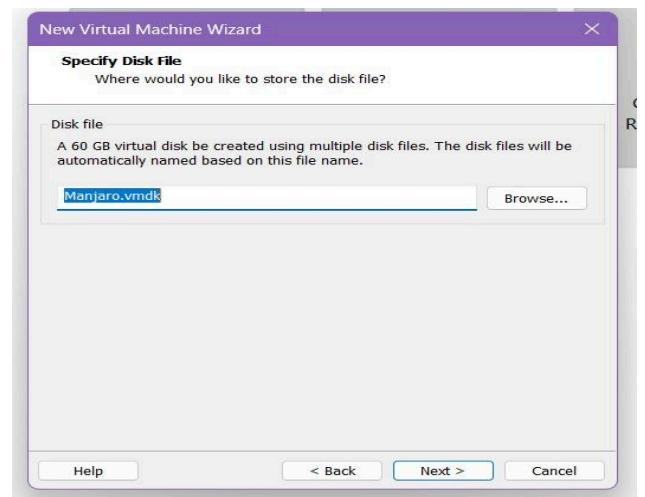 New Virtual Machine Wizard
Specify Disk File
Where would you like to store the disk file?
Disk file
A 60 GB virtual disk be created using multiple disk files. The disk files will be
automatically named based on this file name.
Manjaro.vmdk
Browse...
Help
< Back
Next >
Cancel